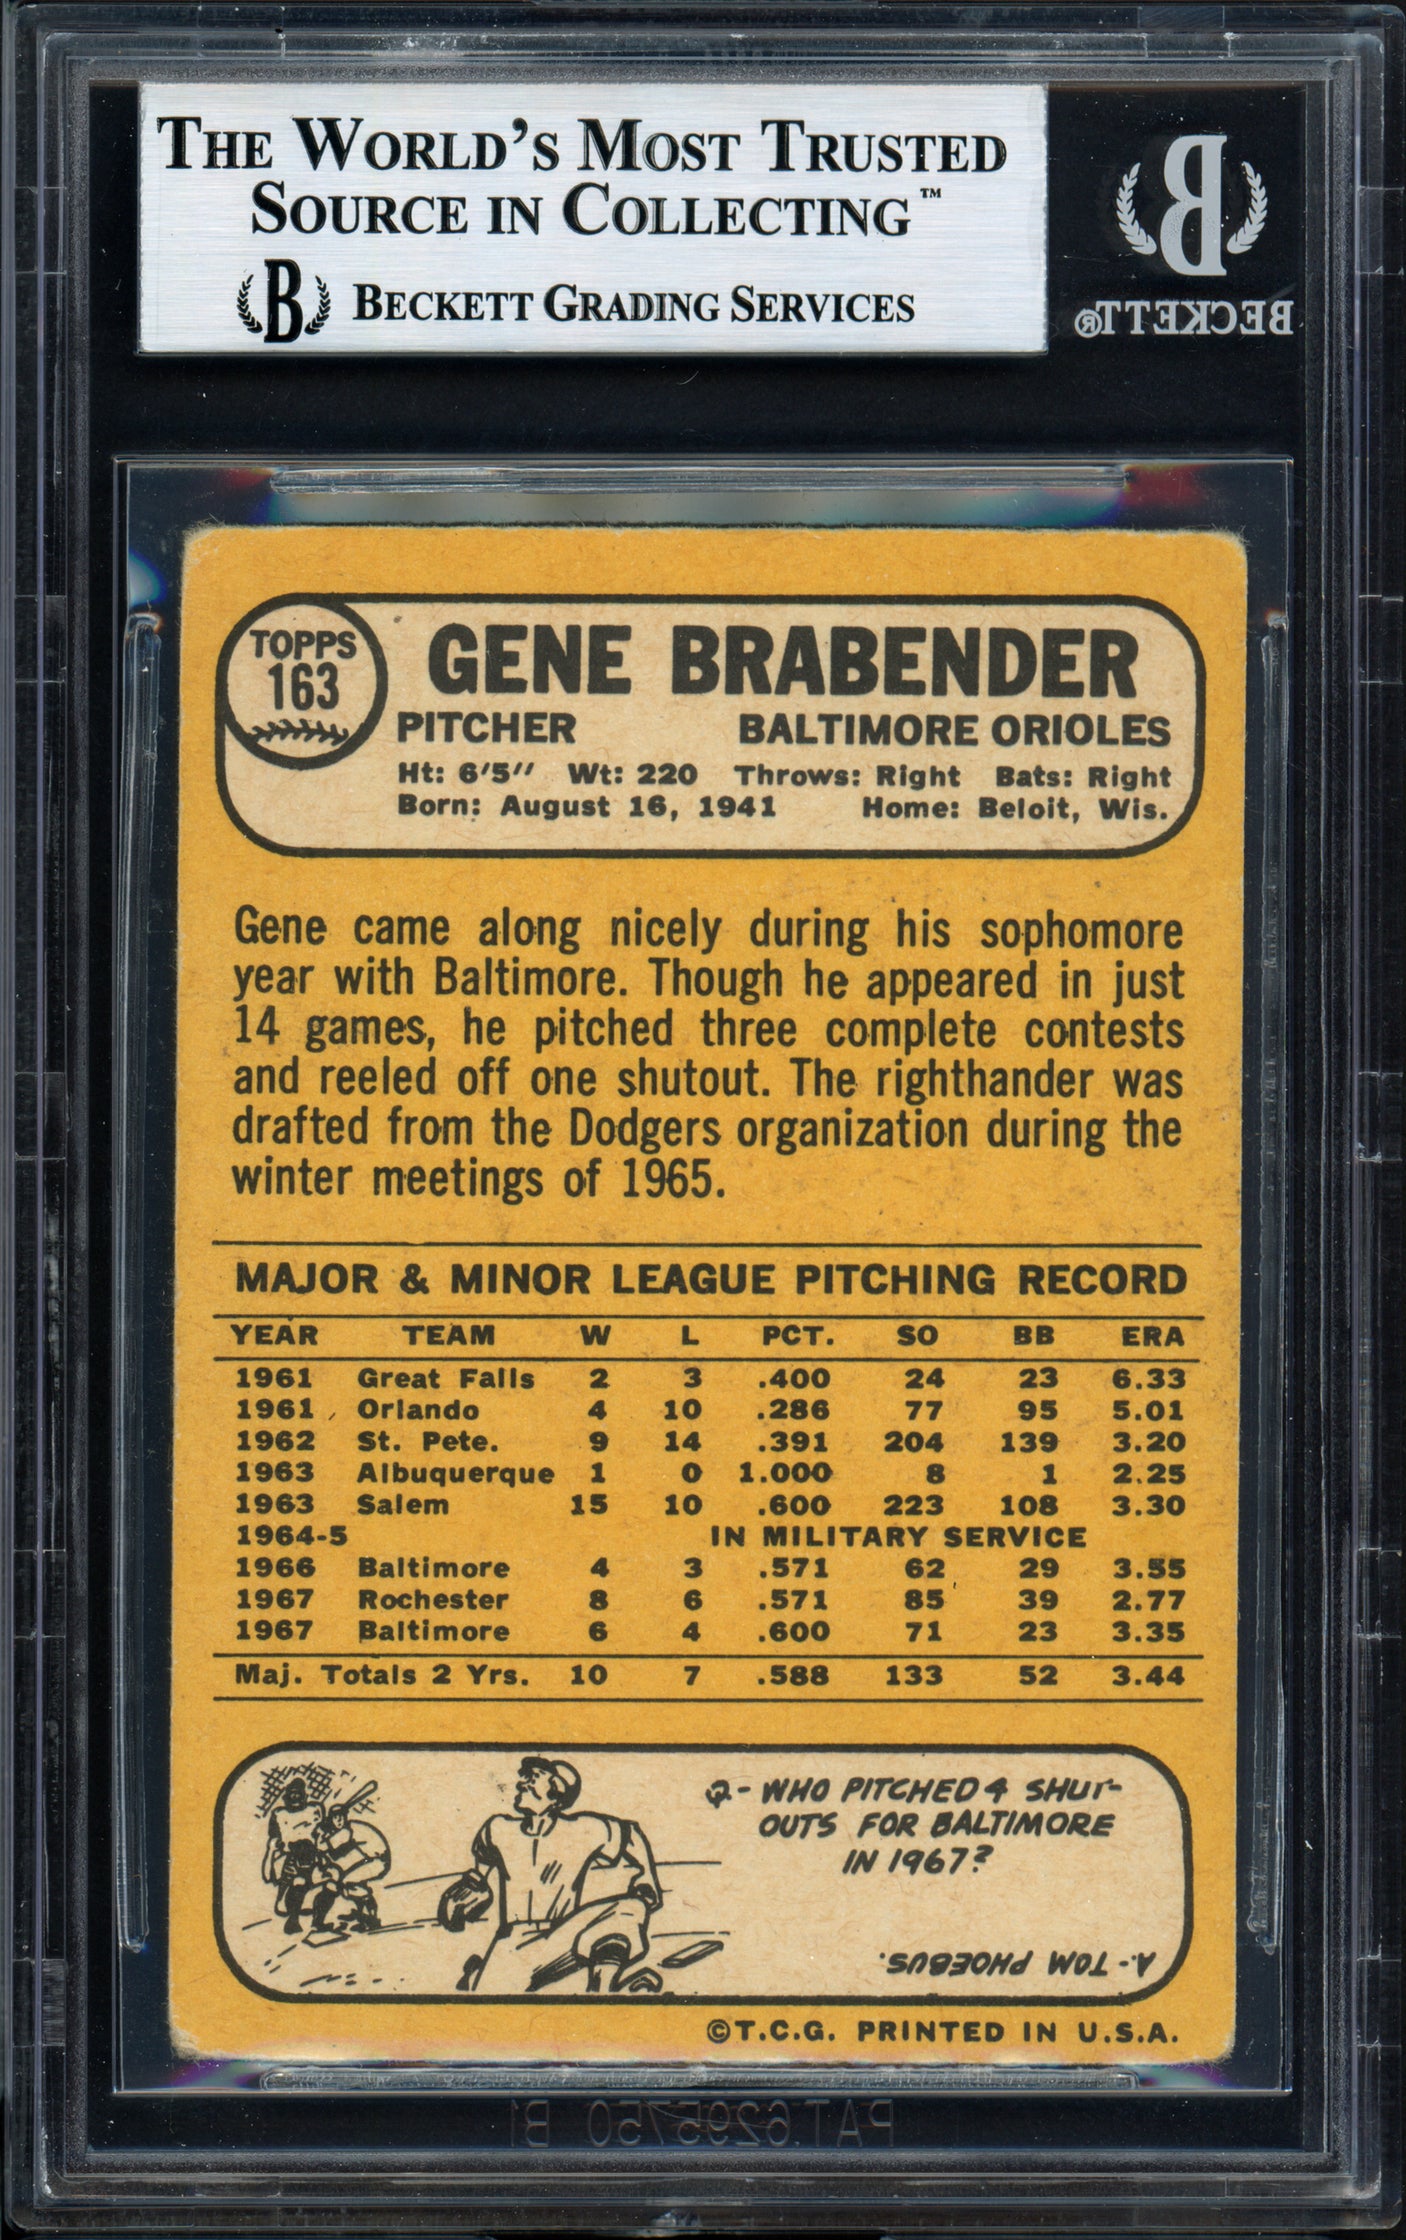 THE WORLD'S MOST TRUSTED
SOURCE IN COLLECTING™
B BECKETT GRADING SERVICES
B
BECKETT®
TOPPS
163
GENE BRABENDER
PITCHER BALTIMORE ORIOLES
Ht: 6'5" Wt: 220 Throws: Right Bats: Right
Born: August 16, 1941 Home: Beloit, Wis.
Gene came along nicely during his sophomore
year with Baltimore. Though he appeared in just
14 games, he pitched three complete contests
and reeled off one shutout. The righthander was
drafted from the Dodgers organization during the
winter meetings of 1965.
MAJOR & MINOR LEAGUE PITCHING RECORD
YEAR TEAM W L PCT. SO BB ERA
1961 Great Falls 2 3 .400 24 23 6.33
1961 Orlando 4 10 .286 77 95 5.01
1962 St. Pete. 9 14 .391 204 139 3.20
1963 Albuquerque 1 0 1.000 8 1 2.25
1963 Salem 15 10 .600 223 108 3.30
1964-5 IN MILITARY SERVICE
1966 Baltimore 4 3 .571 62 29 3.55
1967 Rochester 8 6 .571 85 39 2.77
1967 Baltimore 6 4 .600 71 23 3.35
Maj. Totals 2 Yrs. 10 7 .588 133 52 3.44
Q- WHO PITCHED 4 SHUT-
OUTS FOR BALTIMORE
IN 1967?
A- TOM PHOEBUS.
©T.C.G. PRINTED IN U.S.A.
PAT.6295750 B1